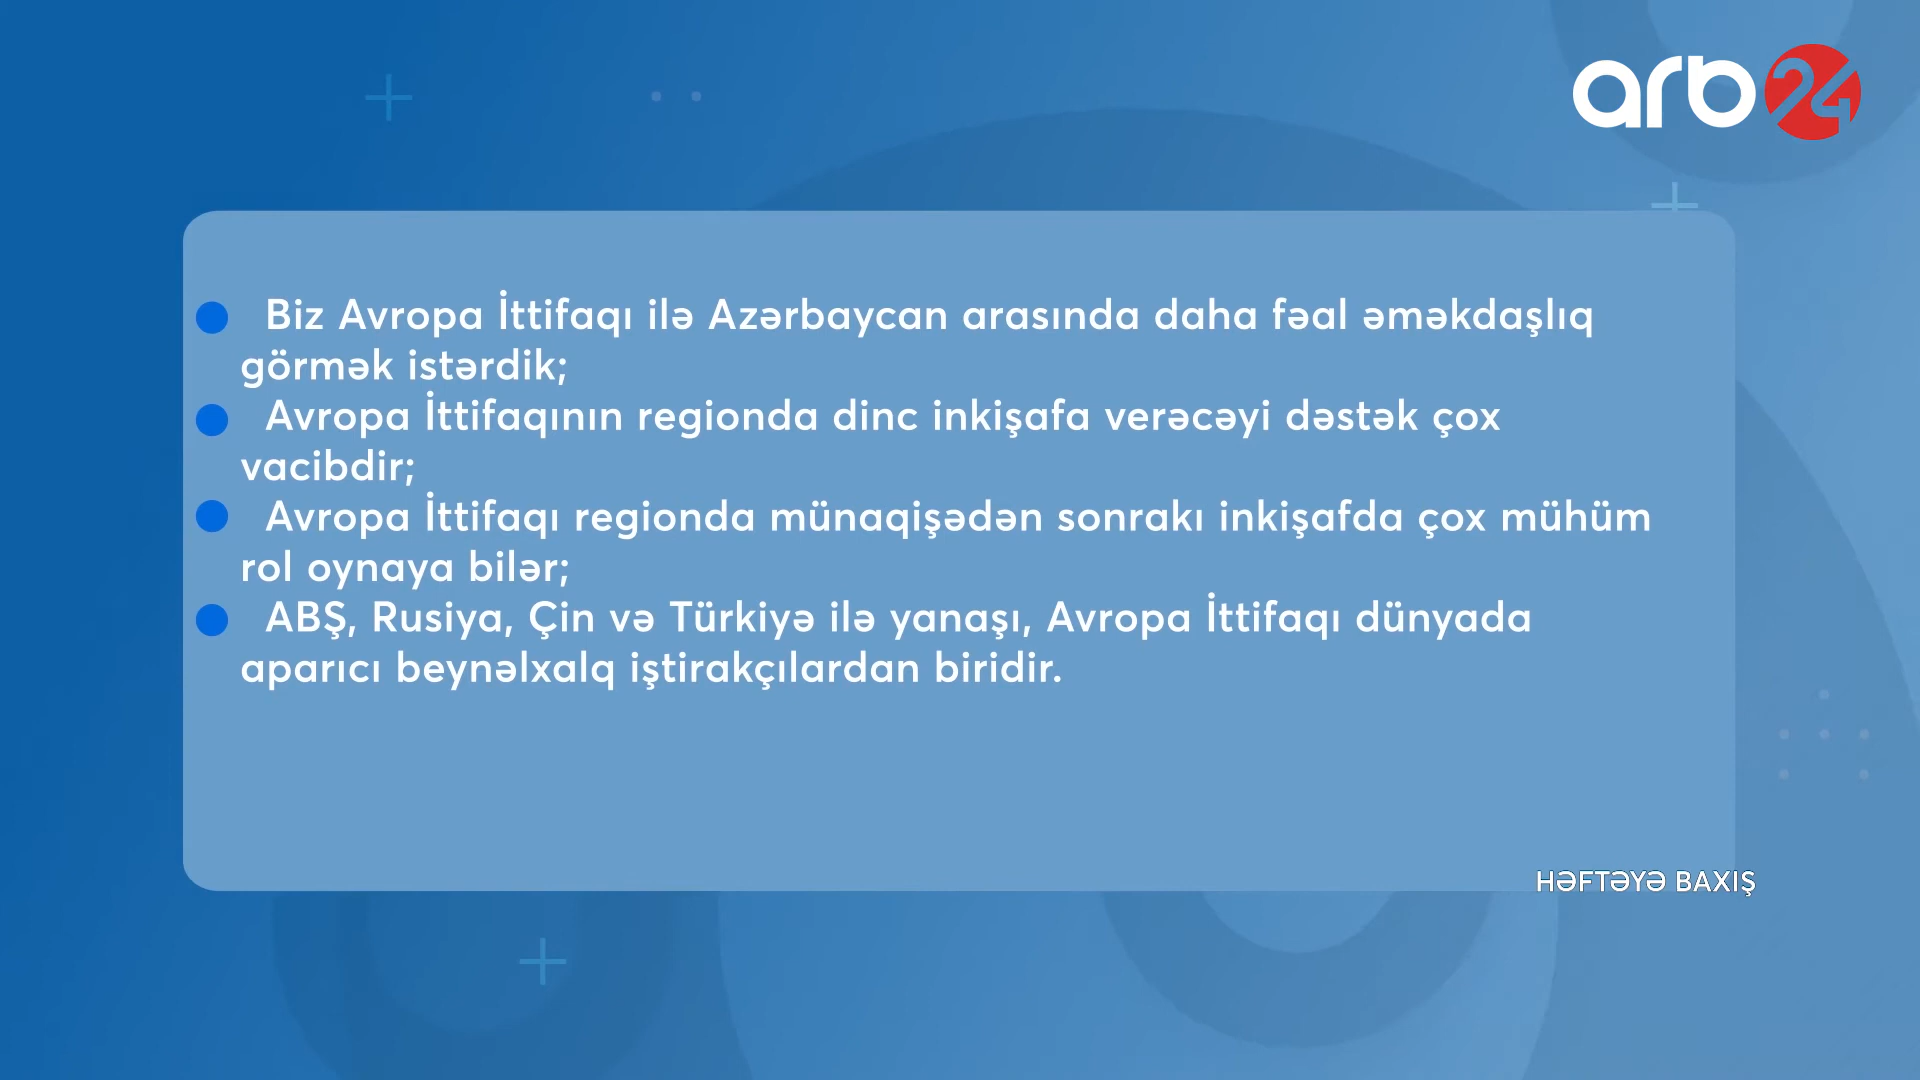 arb 24
Biz Avropa İttifaqı ilə Azərbaycan arasında daha fəal əməkdaşlıq
görmək istərdik;
Avropa İttifaqının regionda dinc inkişafa verəcəyi dəstək çox
vacibdir;
Avropa İttifaqı regionda münaqişədən sonrakı inkişafda çox mühüm
rol oynaya bilər;
ABŞ, Rusiya, Çin və Türkiyə ilə yanaşı, Avropa İttifaqı dünyada
aparıcı beynəlxalq iştirakçılardan biridir.
HƏFTƏYƏ BAXIŞ